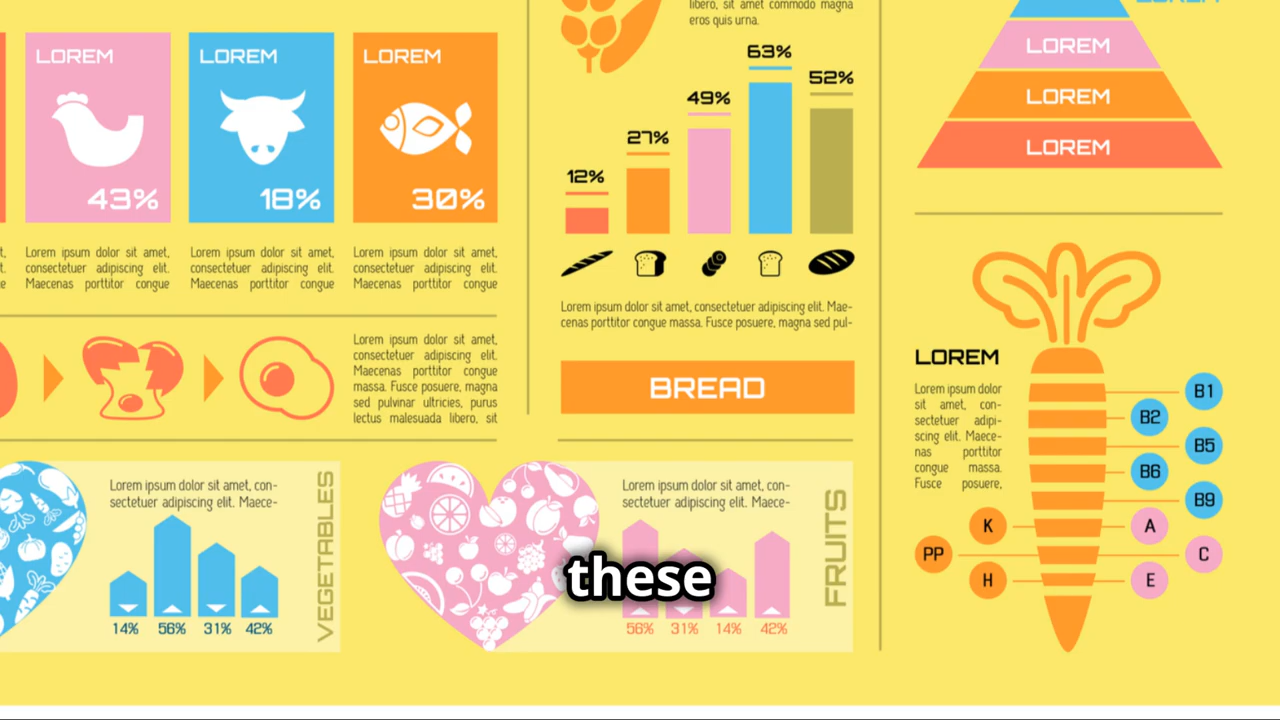 LOREM
43%
Lorem ipsum dolor sit amet,
consectetuer adipiscing elit.
Maecenas porttitor congue
LOREM
18%
Lorem ipsum dolor sit amet,
consectetuer adipiscing elit.
Maecenas porttitor congue
LOREM
30%
Lorem ipsum dolor sit amet,
consectetuer adipiscing elit.
Maecenas porttitor congue
Lorem ipsum dolor sit amet,
consectetuer adipiscing elit.
Maecenas porttitor congue
massa. Fusce posuere, magna
sed pulvinar ultricies, purus
lectus malesuada libero, sit
libero, sit amet commodo magna
eros quis urna.
12%
27%
49%
63%
52%
Lorem ipsum dolor sit amet, consectetuer adipiscing elit. Mae-
cenas porttitor congue massa. Fusce posuere, magna sed pul-
BREAD
Lorem ipsum dolor sit amet, con-
sectetuer adipiscing elit. Maece-
14% 56% 31% 42%
VEGETABLES
Lorem ipsum dolor sit amet, con-
sectetuer adipiscing elit. Maece-
56% 31% 14% 42%
FRUITS
these
LOREM
LOREM
LOREM
LOREM
Lorem ipsum dolor
sit amet, con-
sectetuer adipi-
scing elit. Maece-
nas porttitor
congue massa.
Fusce posuere,
B1
B2
B5
B6
B9
K
A
PP
C
H
E